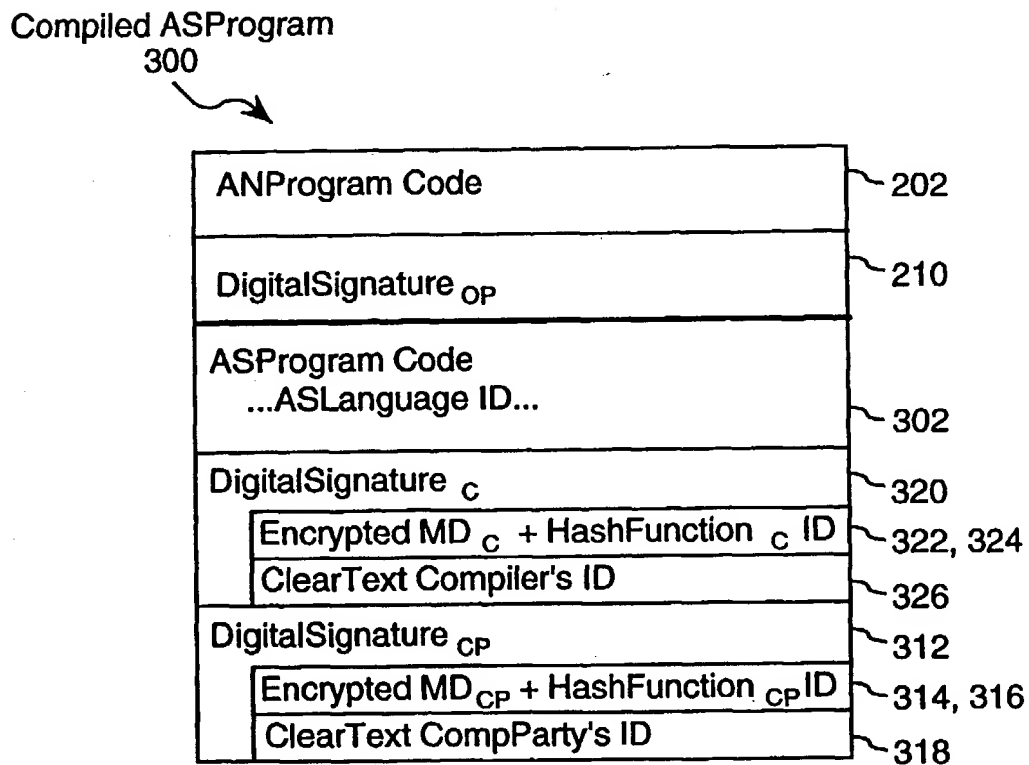 Compiled ASProgram
300
ANProgram Code
202
DigitalSignature OP
210
ASProgram Code
...ASLanguage ID...
302
DigitalSignature C
320
Encrypted MD C + HashFunction C ID
322, 324
ClearText Compiler's ID
326
DigitalSignature CP
312
Encrypted MD CP + HashFunction CP ID
314, 316
ClearText CompParty's ID
318